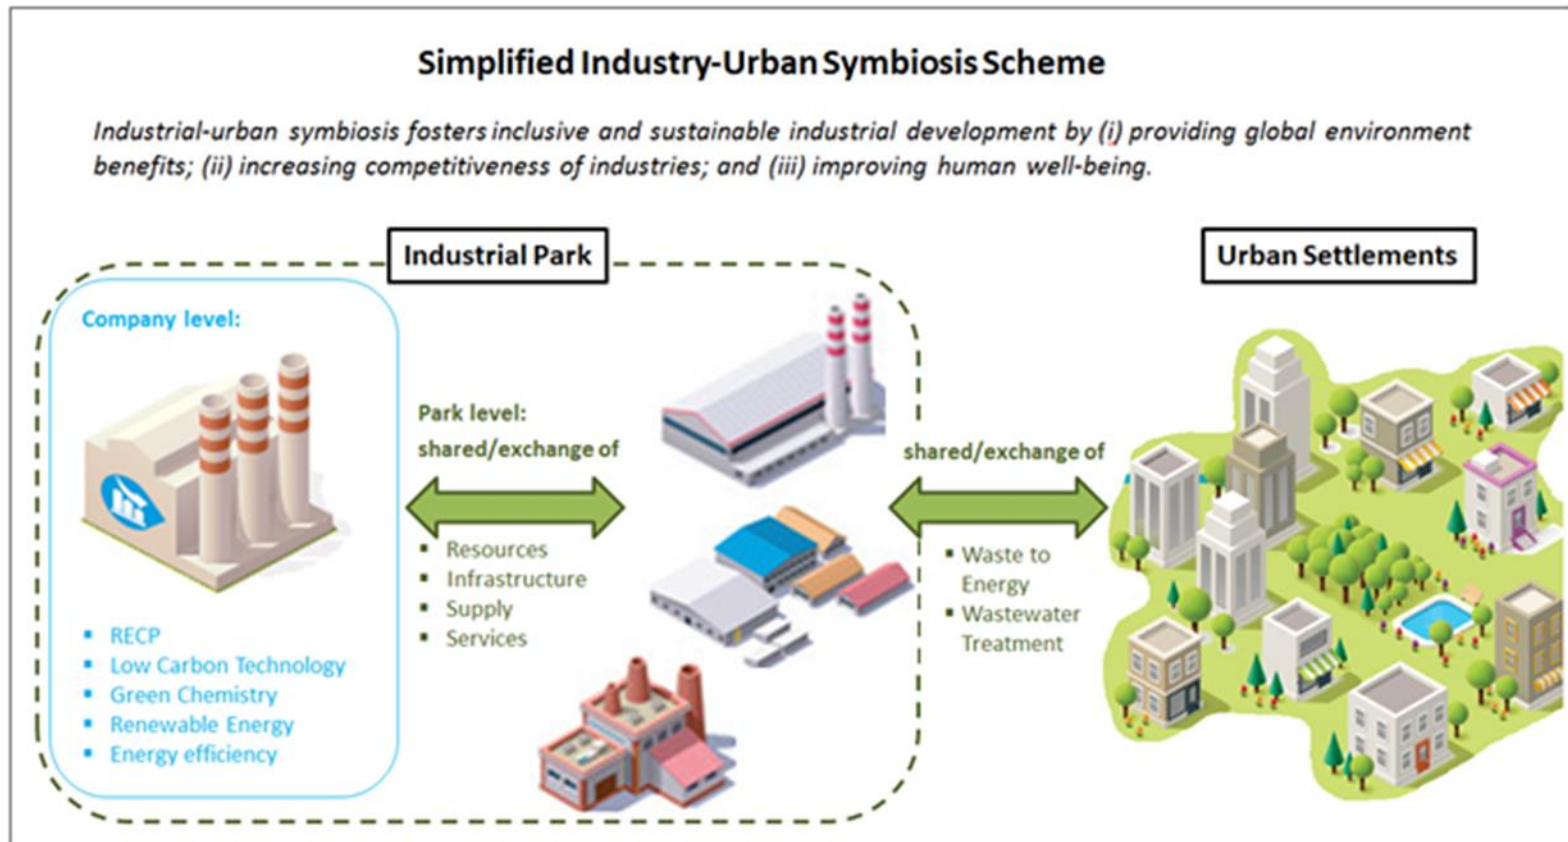 Simplified Industry-Urban Symbiosis Scheme
Industrial-urban symbiosis fosters inclusive and sustainable industrial development by (i) providing global environment
benefits; (ii) increasing competitiveness of industries; and (iii) improving human well-being.
Industrial Park
Urban Settlements
Company level:
▪ RECP
▪ Low Carbon Technology
▪ Green Chemistry
▪ Renewable Energy
▪ Energy efficiency
Park level:
shared/exchange of
▪ Resources
▪ Infrastructure
▪ Supply
▪ Services
shared/exchange of
▪ Waste to
Energy
▪ Wastewater
Treatment